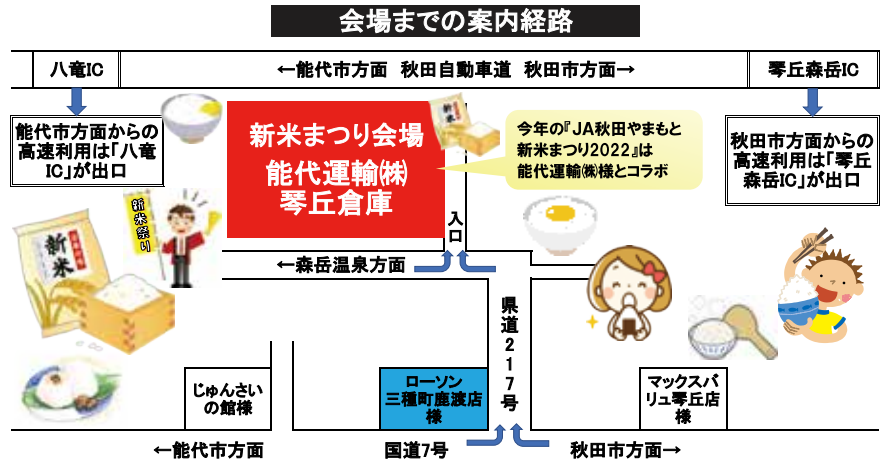 会場までの案内経路
八竜IC
←能代市方面　秋田自動車道　秋田市方面→
琴丘森岳IC
能代市方面からの
高速利用は「八竜
IC」が出口
新米まつり会場
能代運輸㈱
琴丘倉庫
新米
今年の『JA秋田やまもと
新米まつり2022』は
能代運輸㈱様とコラボ
秋田市方面からの
高速利用は「琴
丘森岳IC」が出口
新米祭り
新米
入口
←森岳温泉方面
県道217号
じゅんさい
の館様
ローソン
三種町鹿渡店
様
マックスバ
リュ琴丘店
様
←能代市方面
国道7号
秋田市方面→